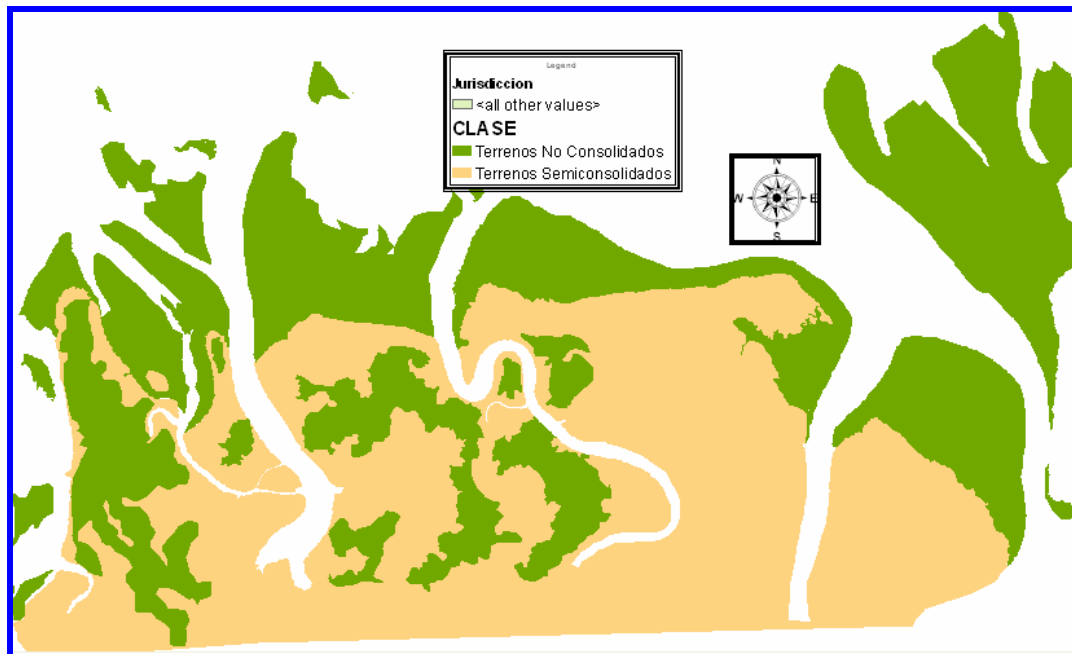 Legend
Jurisdiccion
<all other values>
CLASE
Terrenos No Consolidados
Terrenos Semiconsolidados
N
W
E
S